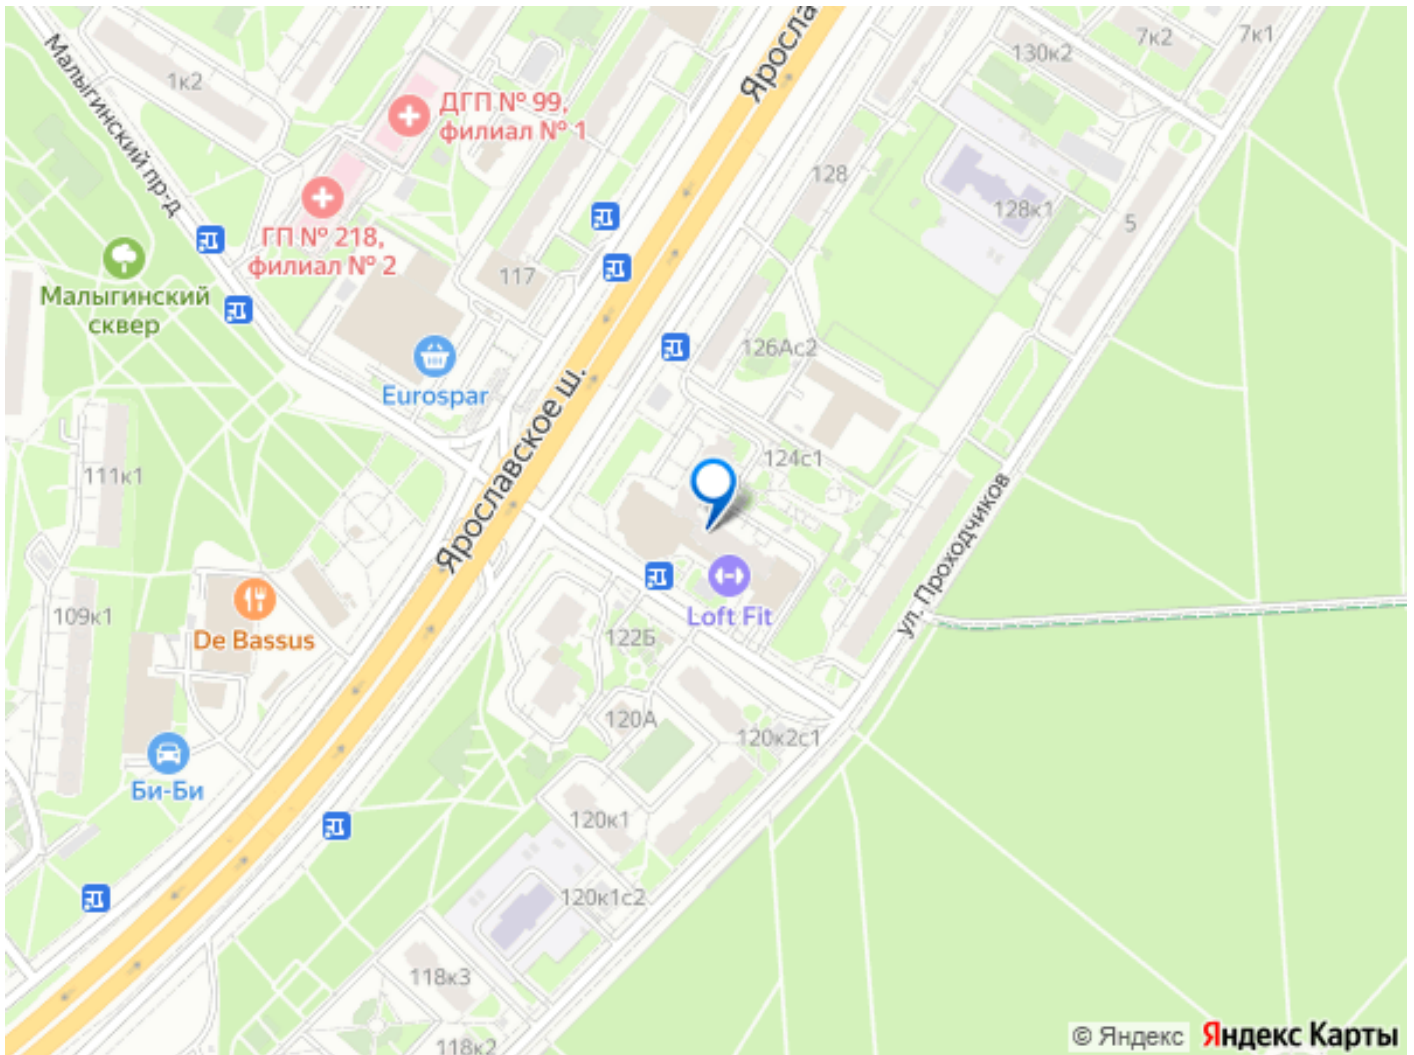 Яросла
7к2
7к1
130к2
Малыгинский пр-д
1к2
ДГП № 99,
филиал № 1
128
128к1
5
ГП № 218,
филиал № 2
117
Малыгинский
сквер
126Ас2
Eurospar
Ярославское ш.
124с1
111к1
ул. Проходчиков
Loft Fit
109к1
De Bassus
122Б
120А
120к2с1
Би-Би
120к1
120к1с2
118к3
118к2
© Яндекс Яндекс Карты